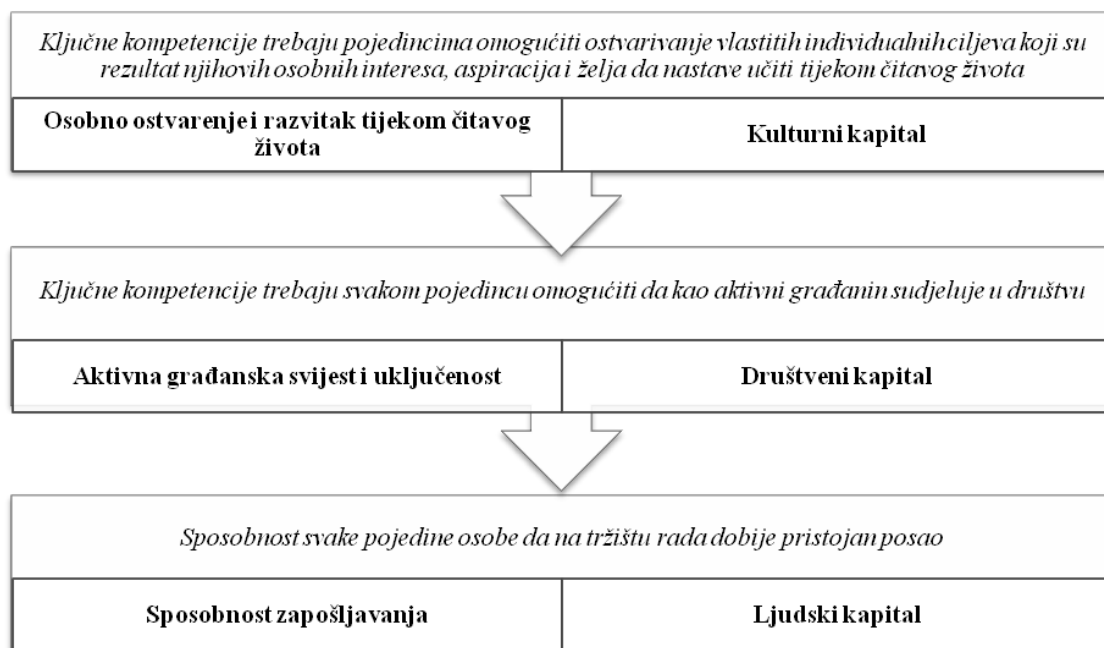 Ključne kompetencije trebaju pojedincima omogućiti ostvarivanje vlastitih individualnih ciljeva koji su
rezultat njihovih osobnih interesa, aspiracija i želja da nastave učiti tijekom čitavog života
Osobno ostvarenje i razvitak tijekom čitavog
života
Kulturni kapital
Ključne kompetencije trebaju svakom pojedincu omogućiti da kao aktivni građanin sudjeluje u društvu
Aktivna građanska svijest i uključenost
Društveni kapital
Sposobnost svake pojedine osobe da na tržištu rada dobije pristojan posao
Sposobnost zapošljavanja
Ljudski kapital